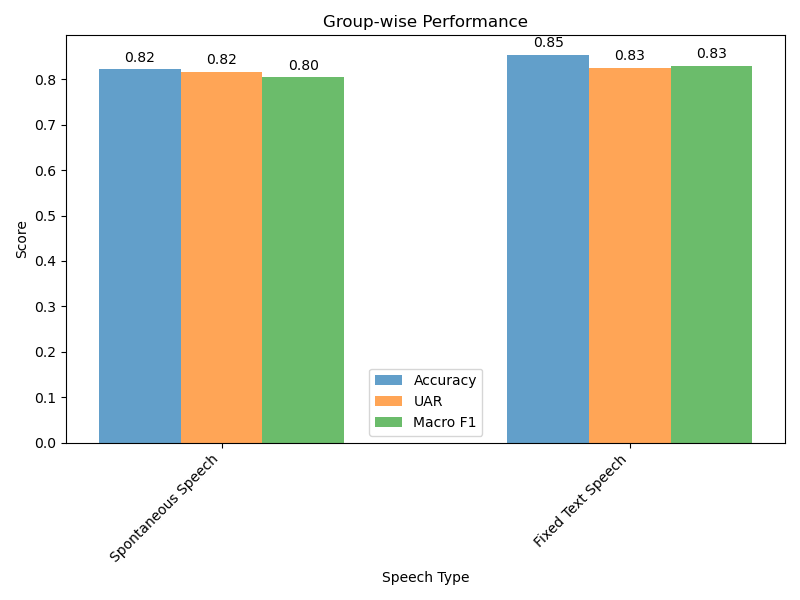 Group-wise Performance
0.82
0.82
0.80
0.85
0.83
0.83
Score
0.8
0.7
0.6
0.5
0.4
0.3
0.2
0.1
0.0
Accuracy
UAR
Macro F1
Spontaneous Speech
Fixed Text Speech
Speech Type